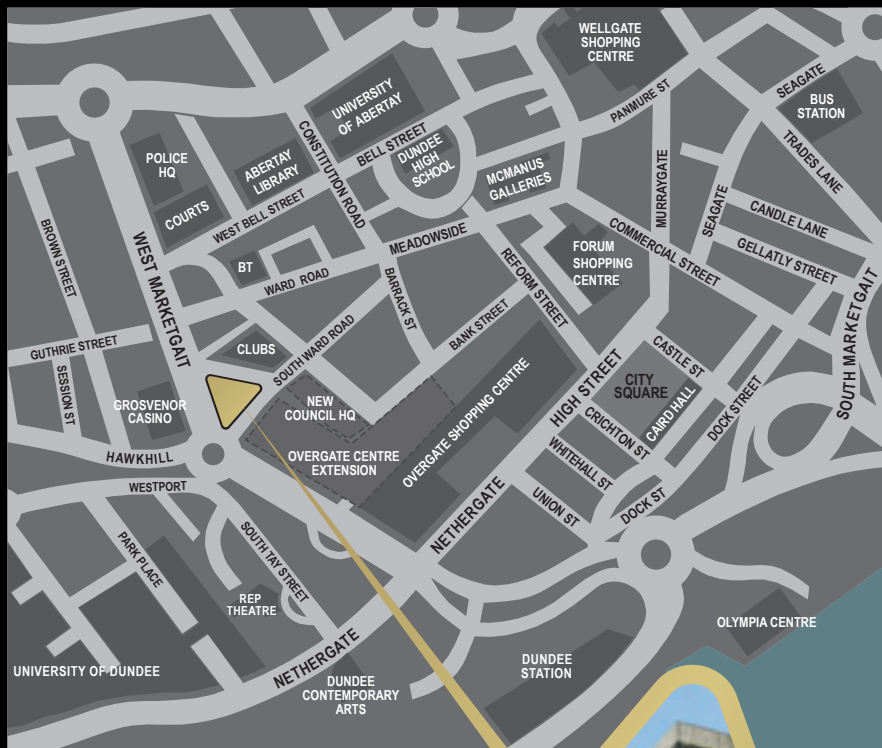 WELLGATE
SHOPPING
CENTRE
SEAGATE
BUS
STATION
PANMURE ST
TRADES LANE
UNIVERSITY
OF ABERTAY
CONSTITUTION ROAD
BELL STREET
DUNDEE
HIGH
SCHOOL
POLICE
HQ
ABERTAY
LIBRARY
MCMANUS
GALLERIES
COURTS
WEST BELL STREET
MURRAYGATE
SEAGATE
CANDLE LANE
GELLATLY STREET
COMMERCIAL STREET
BROWN STREET
WEST MARKETGAIT
MEADOWSIDE
REFORM STREET
FORUM
SHOPPING
CENTRE
BT
WARD ROAD
BARRACK ST
BANK STREET
SOUTH MARKETGAIT
GUTHRIE STREET
SESSION ST
CLUBS
SOUTH WARD ROAD
CASTLE ST
HIGH STREET
CITY
SQUARE
CAIRD HALL
DOCK STREET
GROSVENOR
CASINO
NEW
COUNCIL HQ
OVERGATE SHOPPING CENTRE
CRICHTON ST
HAWKHILL
OVERGATE CENTRE
EXTENSION
WHITEHALL ST
WESTPORT
UNION ST
DOCK ST
NETHERGATE
PARK PLACE
SOUTH TAY STREET
REP
THEATRE
OLYMPIA CENTRE
UNIVERSITY OF DUNDEE
NETHERGATE
DUNDEE
CONTEMPORARY
ARTS
DUNDEE
STATION